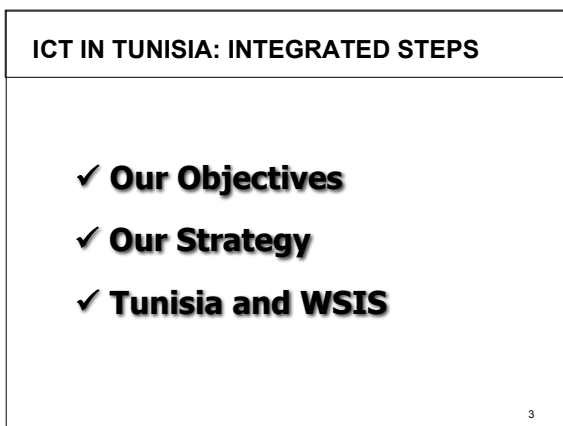 ICT IN TUNISIA: INTEGRATED STEPS
✓ Our Objectives
✓ Our Strategy
✓ Tunisia and WSIS
3